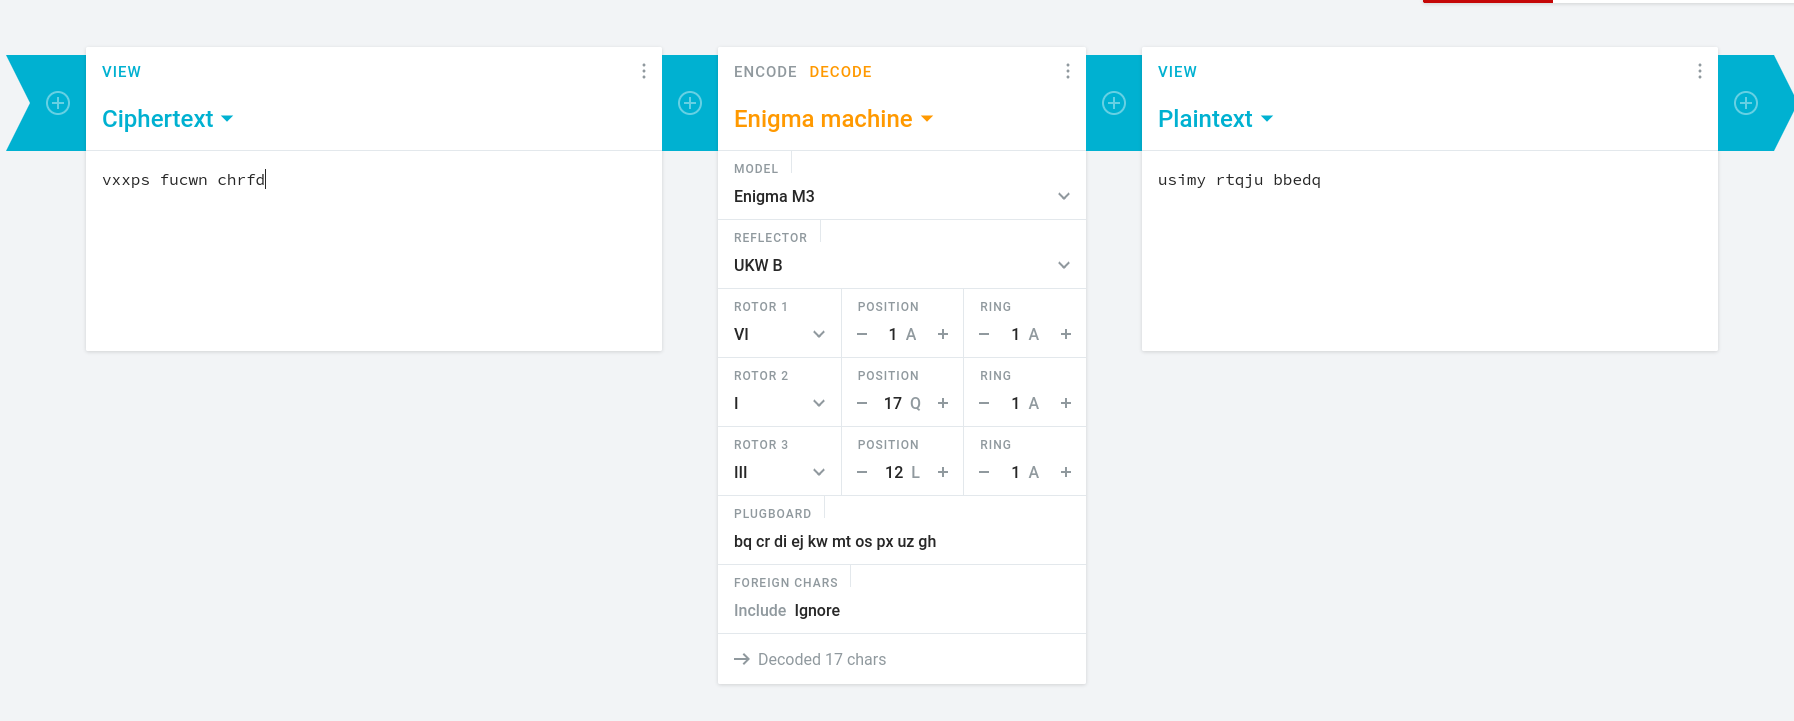 VIEW
Ciphertext
vxxps fucwn chrfd
ENCODE DECODE
Enigma machine
MODEL
Enigma M3
REFLECTOR
UKW B
ROTOR 1 POSITION RING
VI − 1 A + − 1 A +
ROTOR 2 POSITION RING
I − 17 Q + − 1 A +
ROTOR 3 POSITION RING
III − 12 L + − 1 A +
PLUGBOARD
bq cr di ej kw mt os px uz gh
FOREIGN CHARS
Include Ignore
→ Decoded 17 chars
VIEW
Plaintext
usimy rtqju bbedq